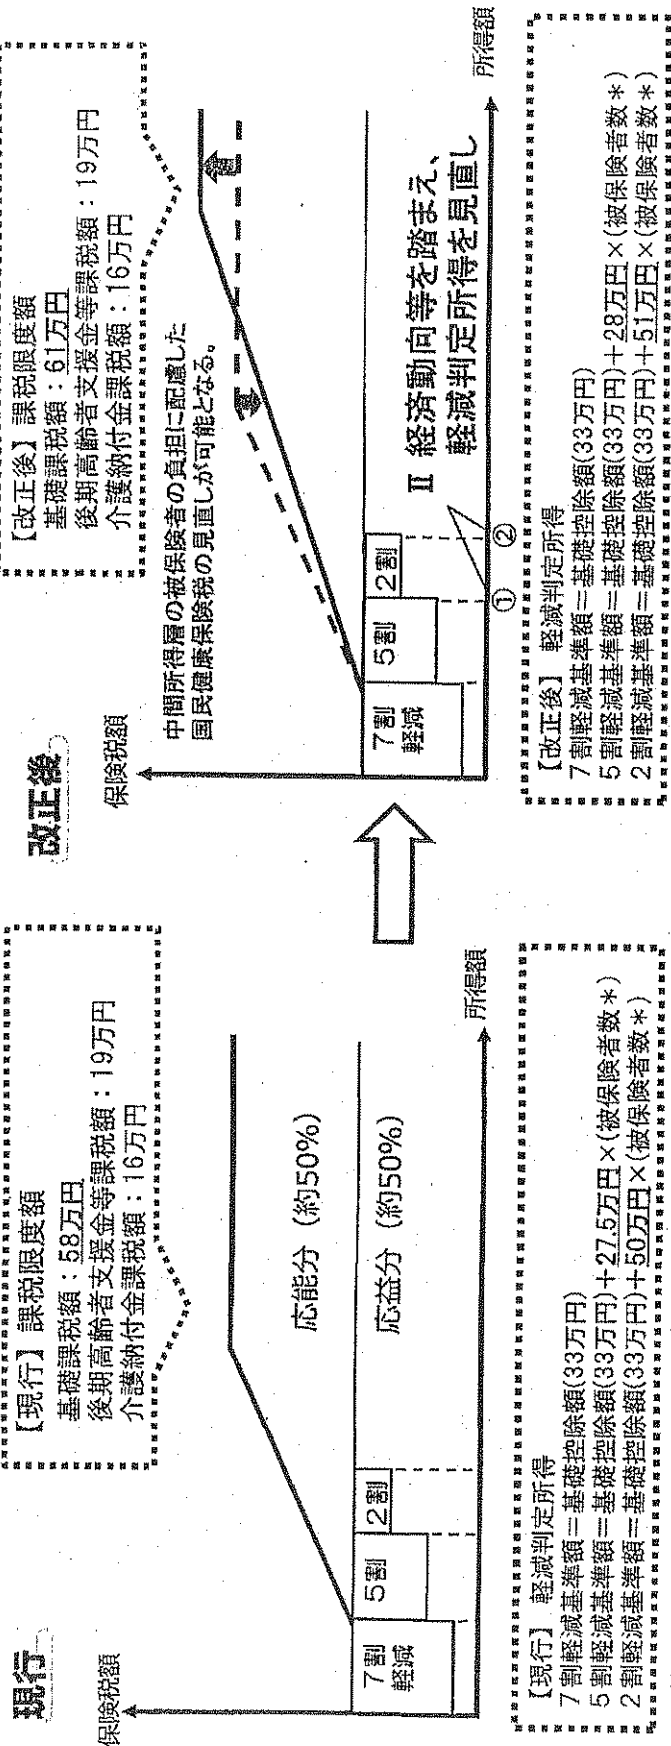 現行
【現行】課税限度額
基礎課税額：58万円
後期高齢者支援金等課税額：19万円
介護納付金課税額：16万円
保険税額
応能分（約50%）
応益分（約50%）
7割
軽減
5割
2割
所得額
【現行】 軽減判定所得
7割軽減基準額＝基礎控除額(33万円)
5割軽減基準額＝基礎控除額(33万円)＋27.5万円×(被保険者数＊)
2割軽減基準額＝基礎控除額(33万円)＋50万円×(被保険者数＊)
改正後
【改正後】課税限度額
基礎課税額：61万円
後期高齢者支援金等課税額：19万円
介護納付金課税額：16万円
保険税額
中間所得層の被保険者の負担に配慮した
国民健康保険税の見直しが可能となる。
7割
軽減
5割
2割
Ⅱ 経済動向等を踏まえ、
軽減判定所得を見直し
①
②
所得額
【改正後】 軽減判定所得
7割軽減基準額＝基礎控除額(33万円)
5割軽減基準額＝基礎控除額(33万円)＋28万円×(被保険者数＊)
2割軽減基準額＝基礎控除額(33万円)＋51万円×(被保険者数＊)